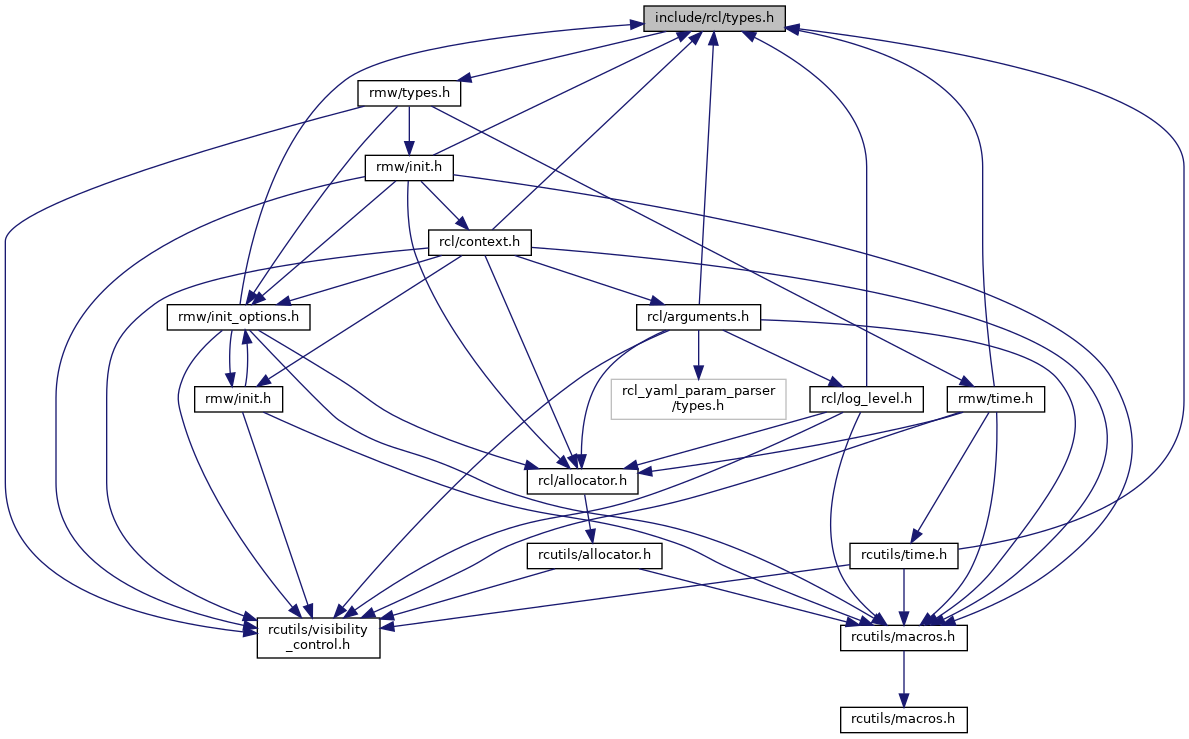 include/rcl/types.h
rmw/types.h
rmw/init.h
rcl/context.h
rmw/init_options.h
rcl/arguments.h
rmw/init.h
rcl_yaml_param_parser
/types.h
rcl/log_level.h
rmw/time.h
rcl/allocator.h
rcutils/allocator.h
rcutils/time.h
rcutils/visibility
_control.h
rcutils/macros.h
rcutils/macros.h